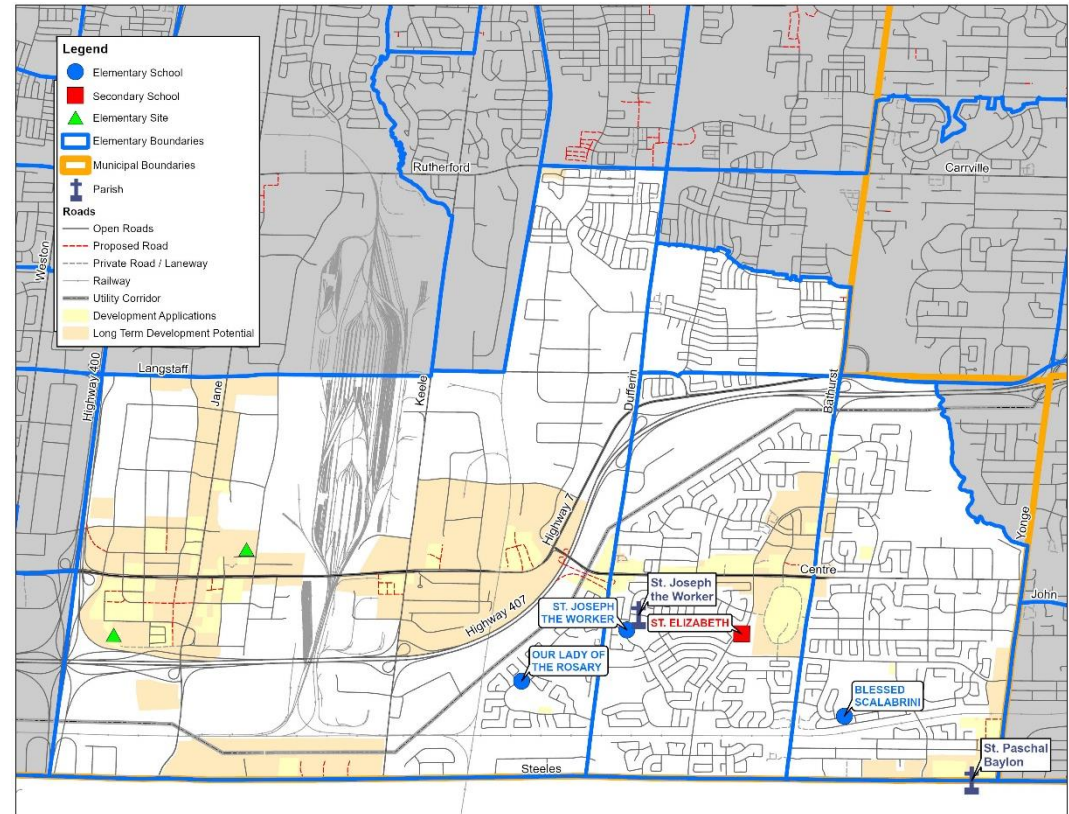 Legend
Elementary School
Secondary School
Elementary Site
Elementary Boundaries
Municipal Boundaries
Parish
Roads
Open Roads
Proposed Road
Private Road / Laneway
Railway
Utility Corridor
Development Applications
Long Term Development Potential
Weston
Rutherford
Carrville
Highway 400
Langstaff
Jane
Keele
Dufferin
Bathurst
Highway 7
Yonge
Centre
John
Highway 407
ST. JOSEPH
THE WORKER
St. Joseph
the Worker
ST. ELIZABETH
OUR LADY OF
THE ROSARY
BLESSED
SCALABRINI
St. Paschal
Baylon
Steeles